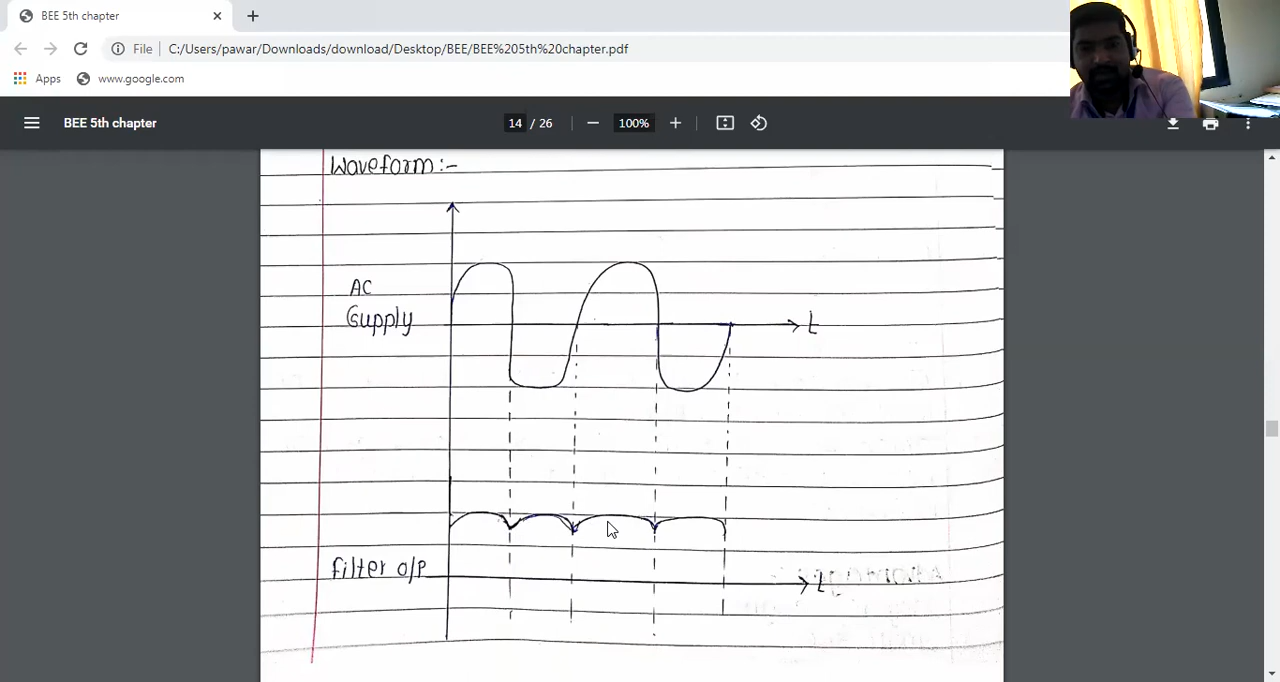 BEE 5th chapter
File C:/Users/pawar/Downloads/download/Desktop/BEE/BEE%205th%20chapter.pdf
Apps www.google.com
BEE 5th chapter 14 / 26 100%
Waveform:-
AC
Supply
t
Filter o/p
t